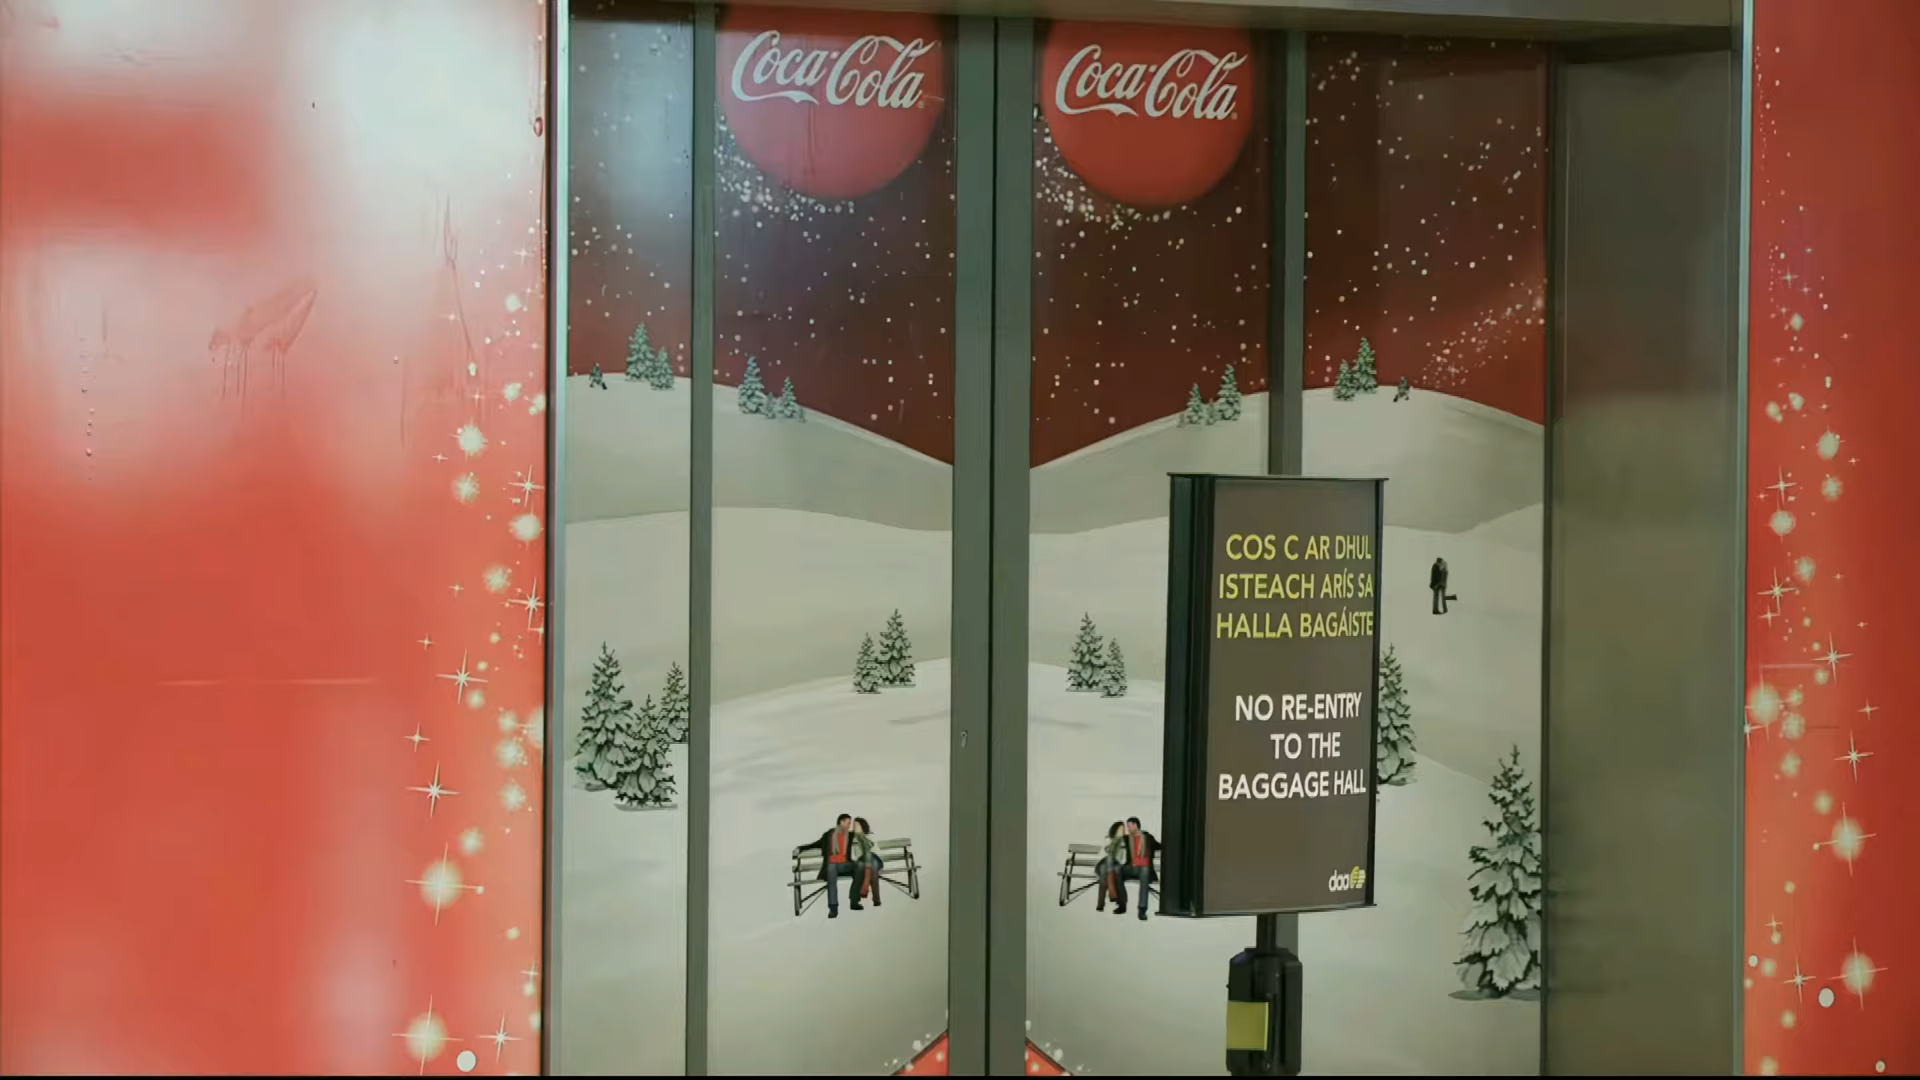 Coca-Cola
Coca-Cola
COS C AR DHUL
ISTEACH ARÍS SA
HALLA BAGÁISTE
NO RE-ENTRY
TO THE
BAGGAGE HALL
daa